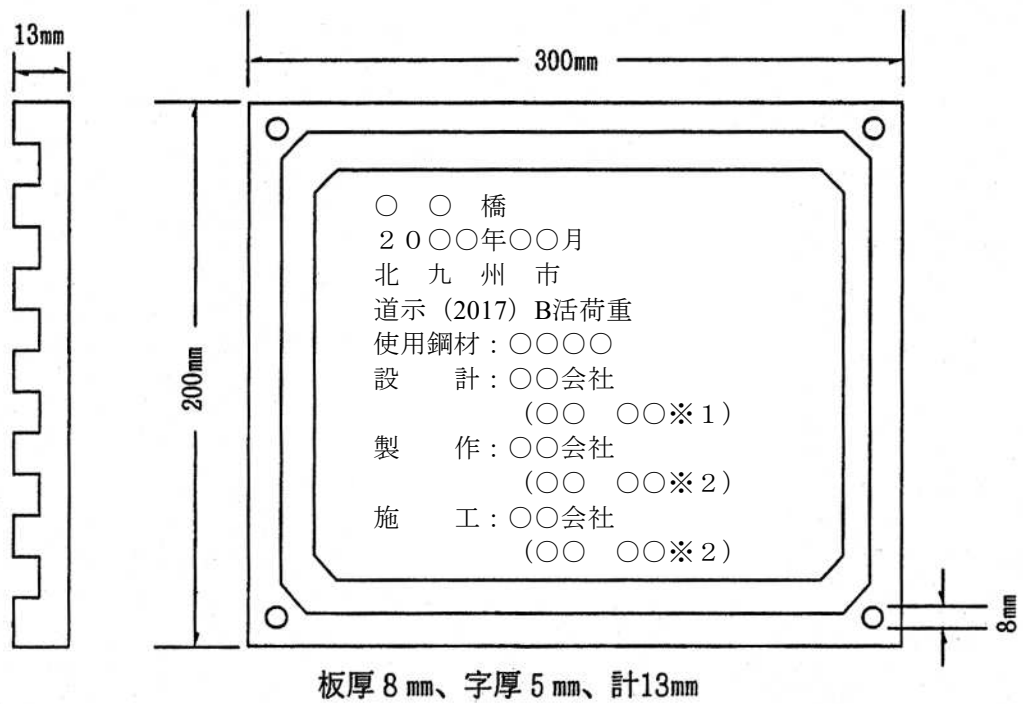 13mm
300mm
200mm
○　○　橋
２０○○年○○月
北　九　州　市
道示（2017）B活荷重
使用鋼材：○○○○
設　　計：○○会社
（○○　○○※１）
製　　作：○○会社
（○○　○○※２）
施　　工：○○会社
（○○　○○※２）
8mm
板厚８㎜、字厚５㎜、計13㎜